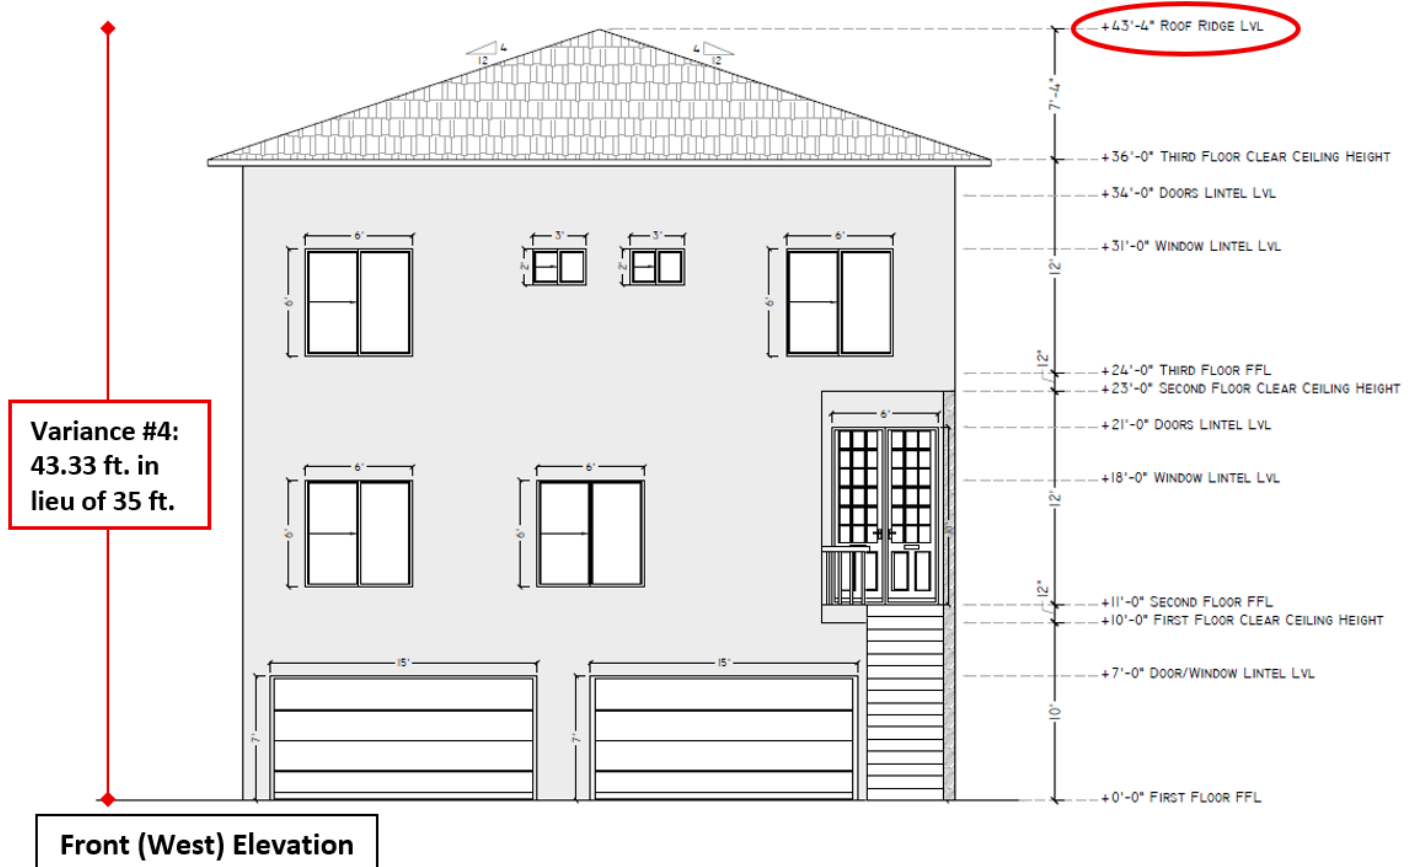 +43'-4" ROOF RIDGE LVL
4
12
4
12
7'-4"
+36'-0" THIRD FLOOR CLEAR CEILING HEIGHT
+34'-0" DOORS LINTEL LVL
6'
3'
3'
6'
+31'-0" WINDOW LINTEL LVL
2'
2'
12'
6'
6'
12"
+24'-0" THIRD FLOOR FFL
+23'-0" SECOND FLOOR CLEAR CEILING HEIGHT
6'
+21'-0" DOORS LINTEL LVL
Variance #4:
43.33 ft. in
lieu of 35 ft.
6'
6'
+18'-0" WINDOW LINTEL LVL
12'
6'
6'
12"
+11'-0" SECOND FLOOR FFL
+10'-0" FIRST FLOOR CLEAR CEILING HEIGHT
15'
15'
+7'-0" DOOR/WINDOW LINTEL LVL
10'
7'
7'
+0'-0" FIRST FLOOR FFL
Front (West) Elevation